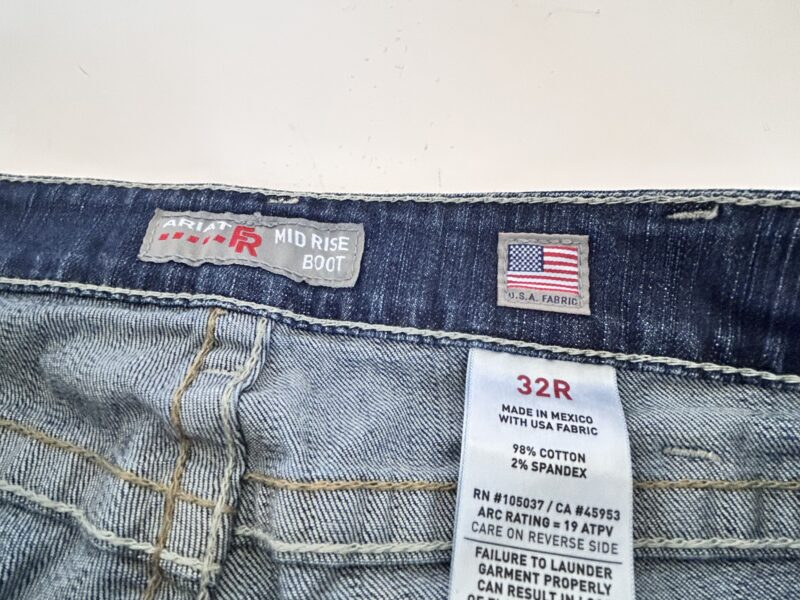 ARIAT
FR
MID RISE
BOOT
U.S.A. FABRIC
32R
MADE IN MEXICO
WITH USA FABRIC
98% COTTON
2% SPANDEX
RN #105037 / CA #45953
ARC RATING = 19 ATPV
CARE ON REVERSE SIDE
FAILURE TO LAUNDER
GARMENT PROPERLY
CAN RESULT IN LOSS